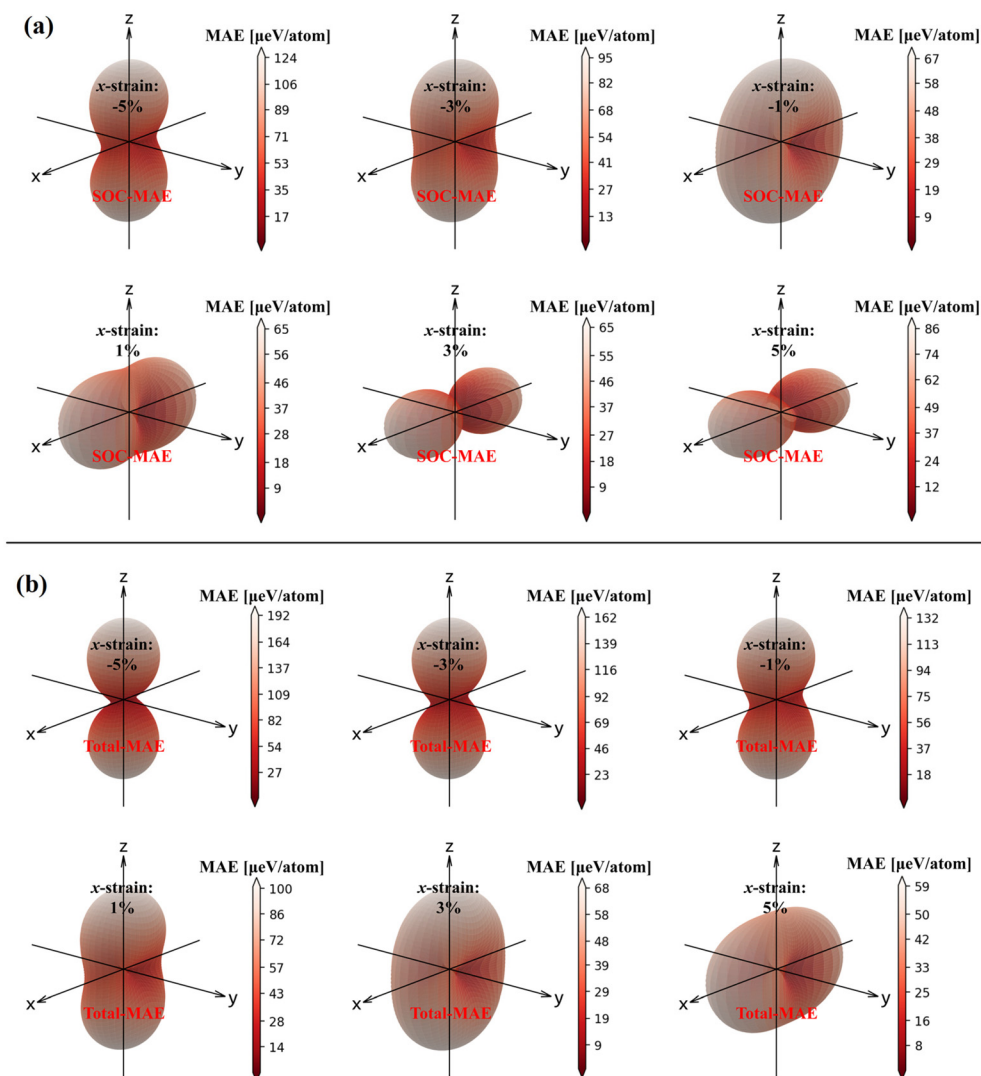 (a)
z
MAE [µeV/atom]
x-strain:
-5%
124
106
89
71
53
35
17
x
y
SOC-MAE
z
MAE [µeV/atom]
x-strain:
-3%
95
82
68
54
41
27
13
x
y
SOC-MAE
z
MAE [µeV/atom]
x-strain:
-1%
67
58
48
38
29
19
9
x
y
SOC-MAE
z
MAE [µeV/atom]
x-strain:
1%
65
56
46
37
28
18
9
x
y
SOC-MAE
z
MAE [µeV/atom]
x-strain:
3%
65
56
46
37
27
18
9
x
y
SOC-MAE
z
MAE [µeV/atom]
x-strain:
5%
86
74
62
49
37
24
12
x
y
SOC-MAE
(b)
z
MAE [µeV/atom]
x-strain:
-5%
192
164
137
109
82
54
27
x
y
Total-MAE
z
MAE [µeV/atom]
x-strain:
-3%
162
139
116
92
69
46
23
x
y
Total-MAE
z
MAE [µeV/atom]
x-strain:
-1%
132
113
94
75
56
37
18
x
y
Total-MAE
z
MAE [µeV/atom]
x-strain:
1%
100
86
72
57
43
28
14
x
y
Total-MAE
z
MAE [µeV/atom]
x-strain:
3%
68
58
48
39
29
19
9
x
y
Total-MAE
z
MAE [µeV/atom]
x-strain:
5%
59
50
42
33
25
16
8
x
y
Total-MAE